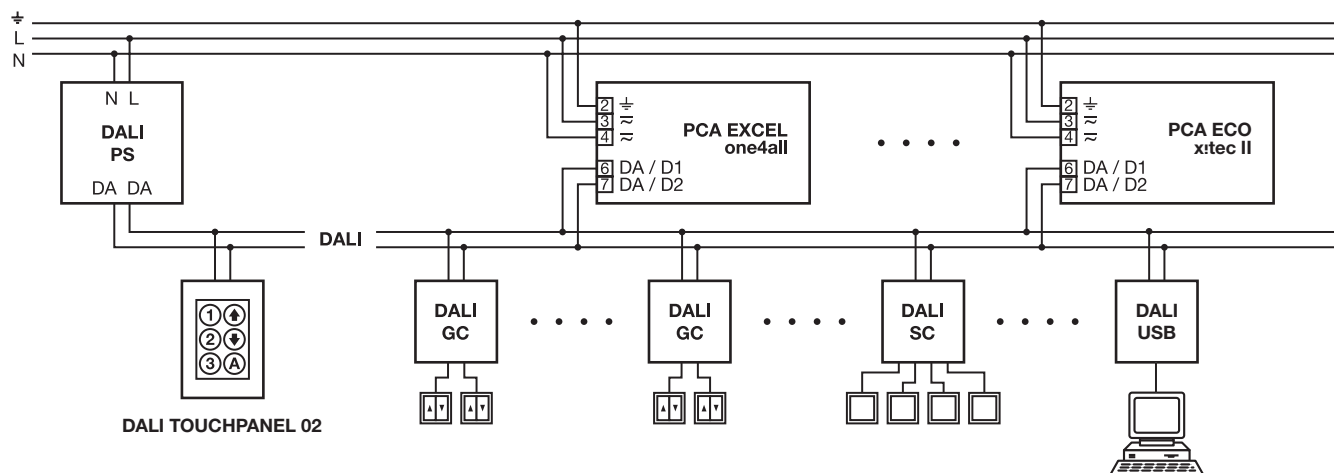 L
N
N L
DALI
PS
DA DA
2
3
4
PCA EXCEL
one4all
6 DA / D1
7 DA / D2
2
3
4
PCA ECO
x!tec II
6 DA / D1
7 DA / D2
DALI
1
2
3 A
DALI TOUCHPANEL 02
DALI
GC
DALI
GC
DALI
SC
DALI
USB